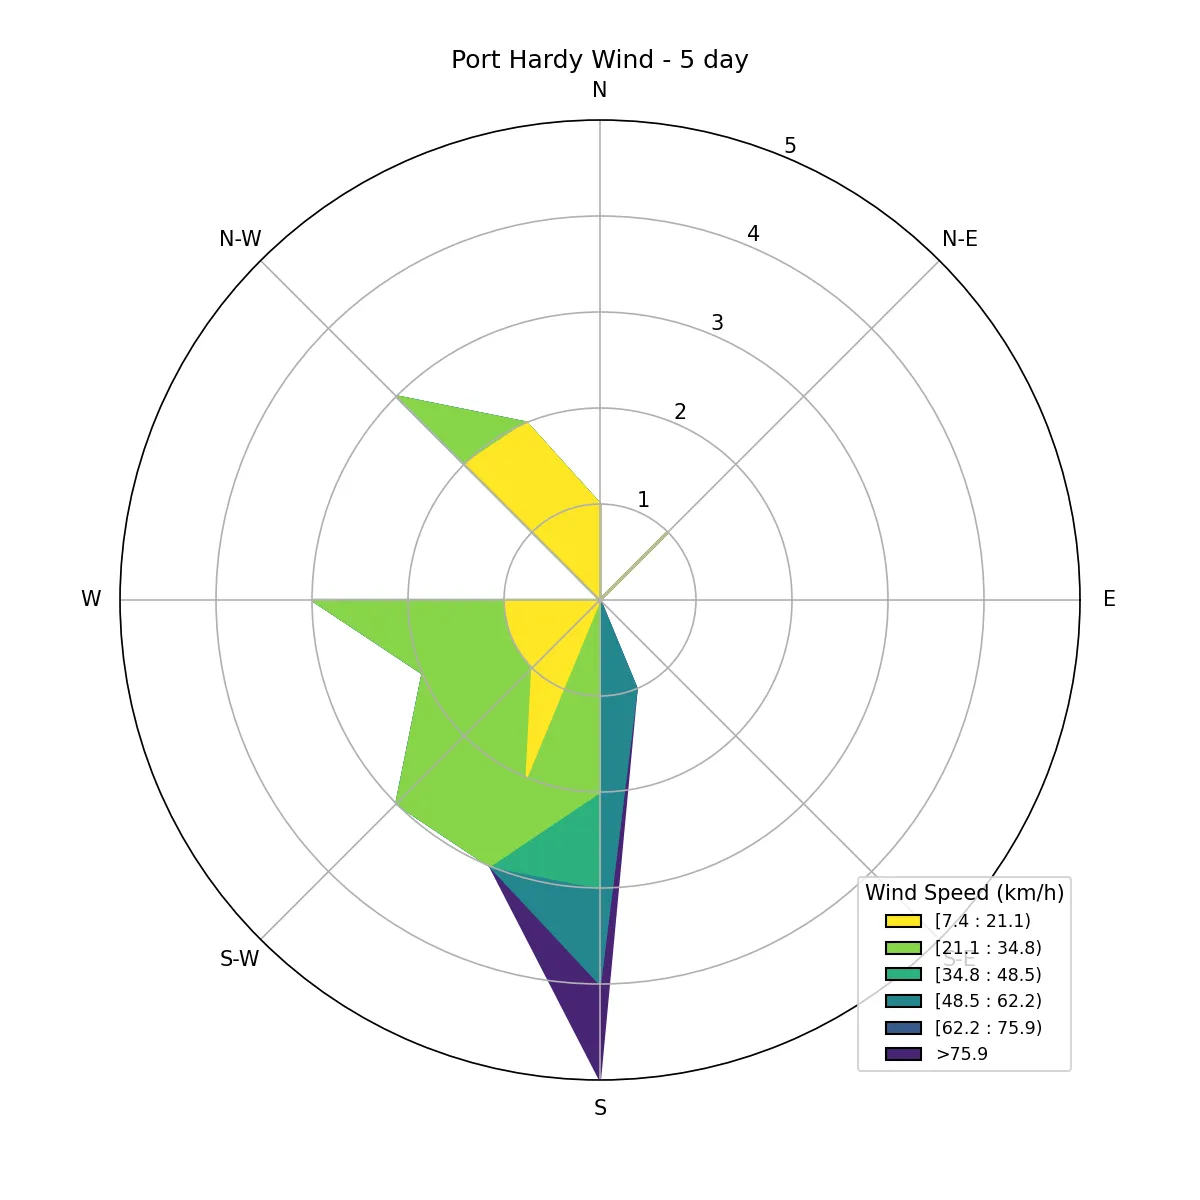 Port Hardy Wind - 5 day
N
5
N-W
N-E
4
3
2
1
W
E
Wind Speed (km/h)
[7.4 : 21.1)
[21.1 : 34.8)
[34.8 : 48.5)
[48.5 : 62.2)
[62.2 : 75.9)
>75.9
S-W
S-E
S